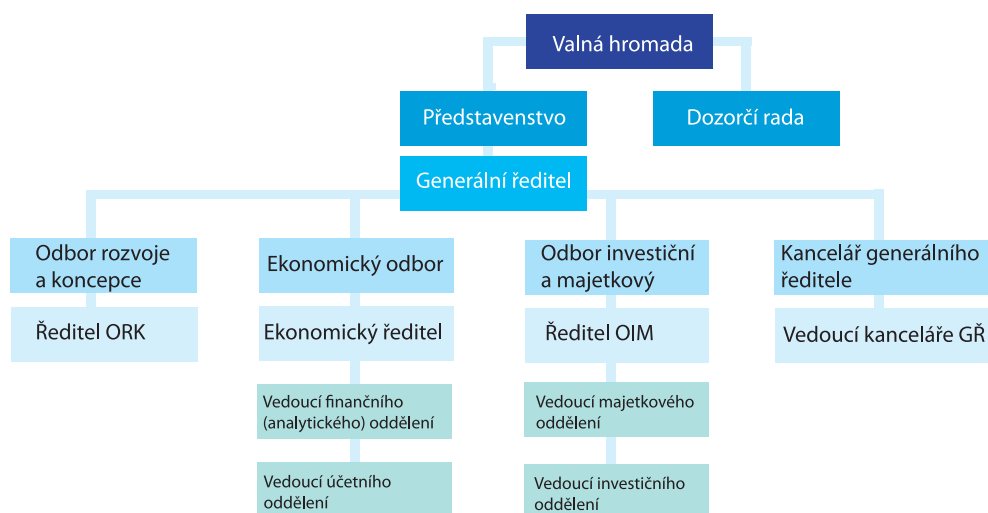 Valná hromada
Představenstvo
Dozorčí rada
Generální ředitel
Odbor rozvoje
a koncepce
Ekonomický odbor
Odbor investiční
a majetkový
Kancelář generálního
ředitele
Ředitel ORK
Ekonomický ředitel
Ředitel OIM
Vedoucí kanceláře GŘ
Vedoucí finančního
(analytického) oddělení
Vedoucí majetkového
oddělení
Vedoucí účetního
oddělení
Vedoucí investičního
oddělení